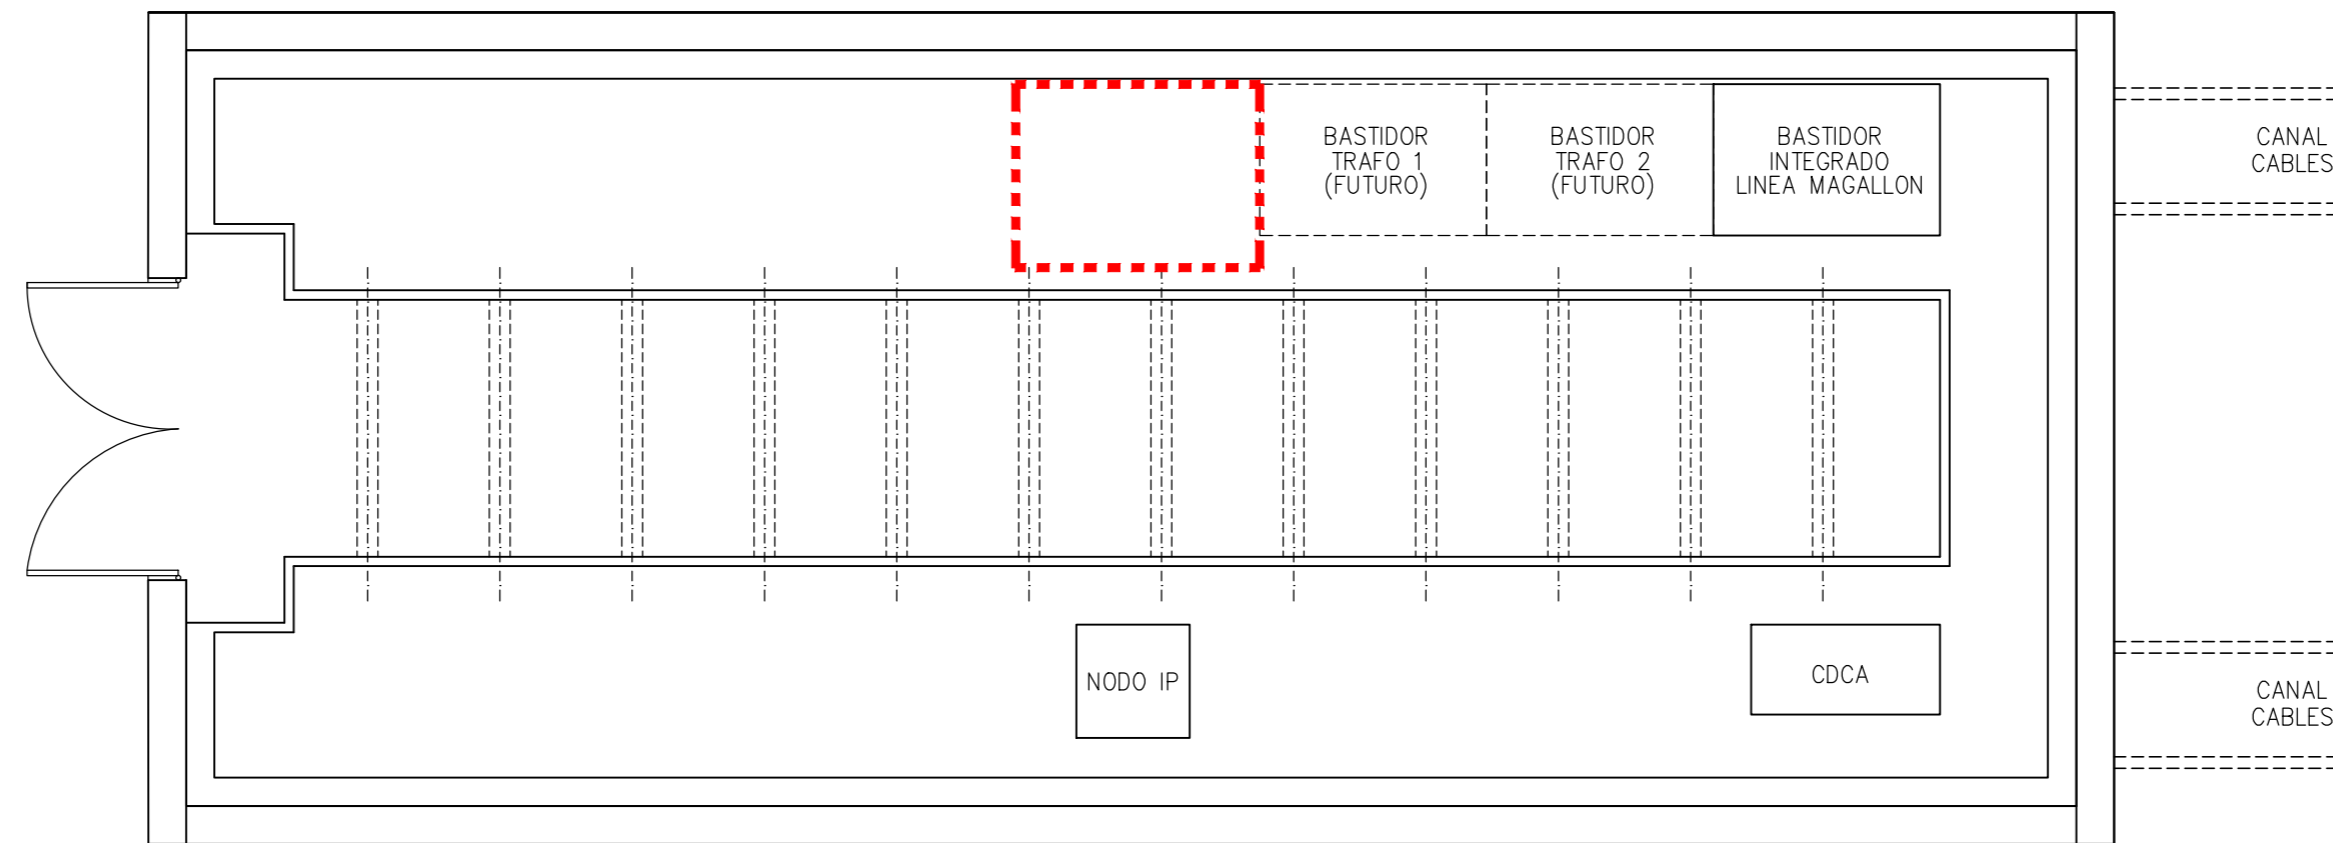 BASTIDOR
TRAFO 1
(FUTURO)
BASTIDOR
TRAFO 2
(FUTURO)
BASTIDOR
INTEGRADO
LINEA MAGALLON
CANAL
CABLES
NODO IP
CDCA
CANAL
CABLES